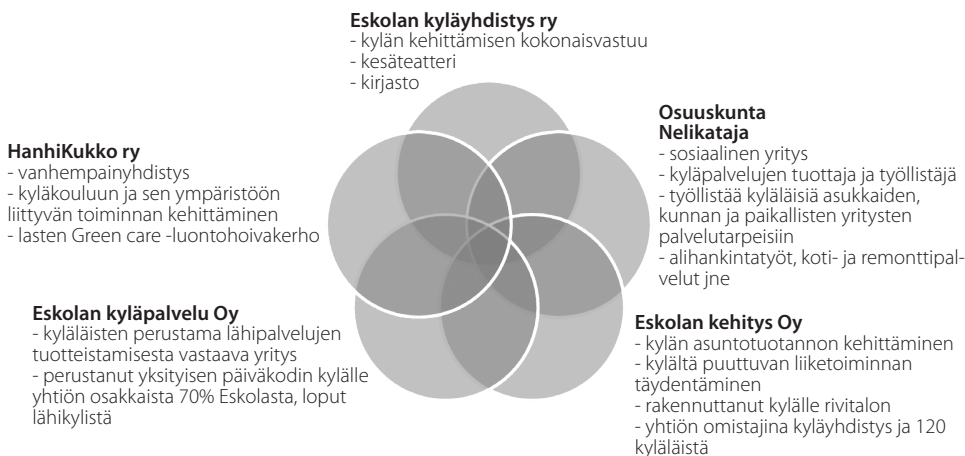 Eskolan kyläyhdistys ry
- kylän kehittämisen kokonaisvastuu
- kesäteatteri
- kirjasto
Osuuskunta
Nelikataja
- sosiaalinen yritys
- kyläpalvelujen tuottaja ja työllistäjä
- työllistää kyläläisiä asukkaiden,
kunnan ja paikallisten yritysten
palvelutarpeisiin
- alihankintatyöt, koti- ja remonttipal-
velut jne
Eskolan kehitys Oy
- kylän asuntotuotannon kehittäminen
- kylältä puuttuvan liiketoiminnan
täydentäminen
- rakennuttanut kylälle rivitalon
- yhtiön omistajina kyläyhdistys ja 120
kyläläistä
Eskolan kyläpalvelu Oy
- kyläläisten perustama lähipalvelujen
tuotteistamisesta vastaava yritys
- perustanut yksityisen päiväkodin kylälle
yhtiön osakkaista 70% Eskolasta, loput
lähikylistä
HanhiKukko ry
- vanhempainyhdistys
- kyläkouluun ja sen ympäristöön
liittyvän toiminnan kehittäminen
- lasten Green care -luontohoivakerho